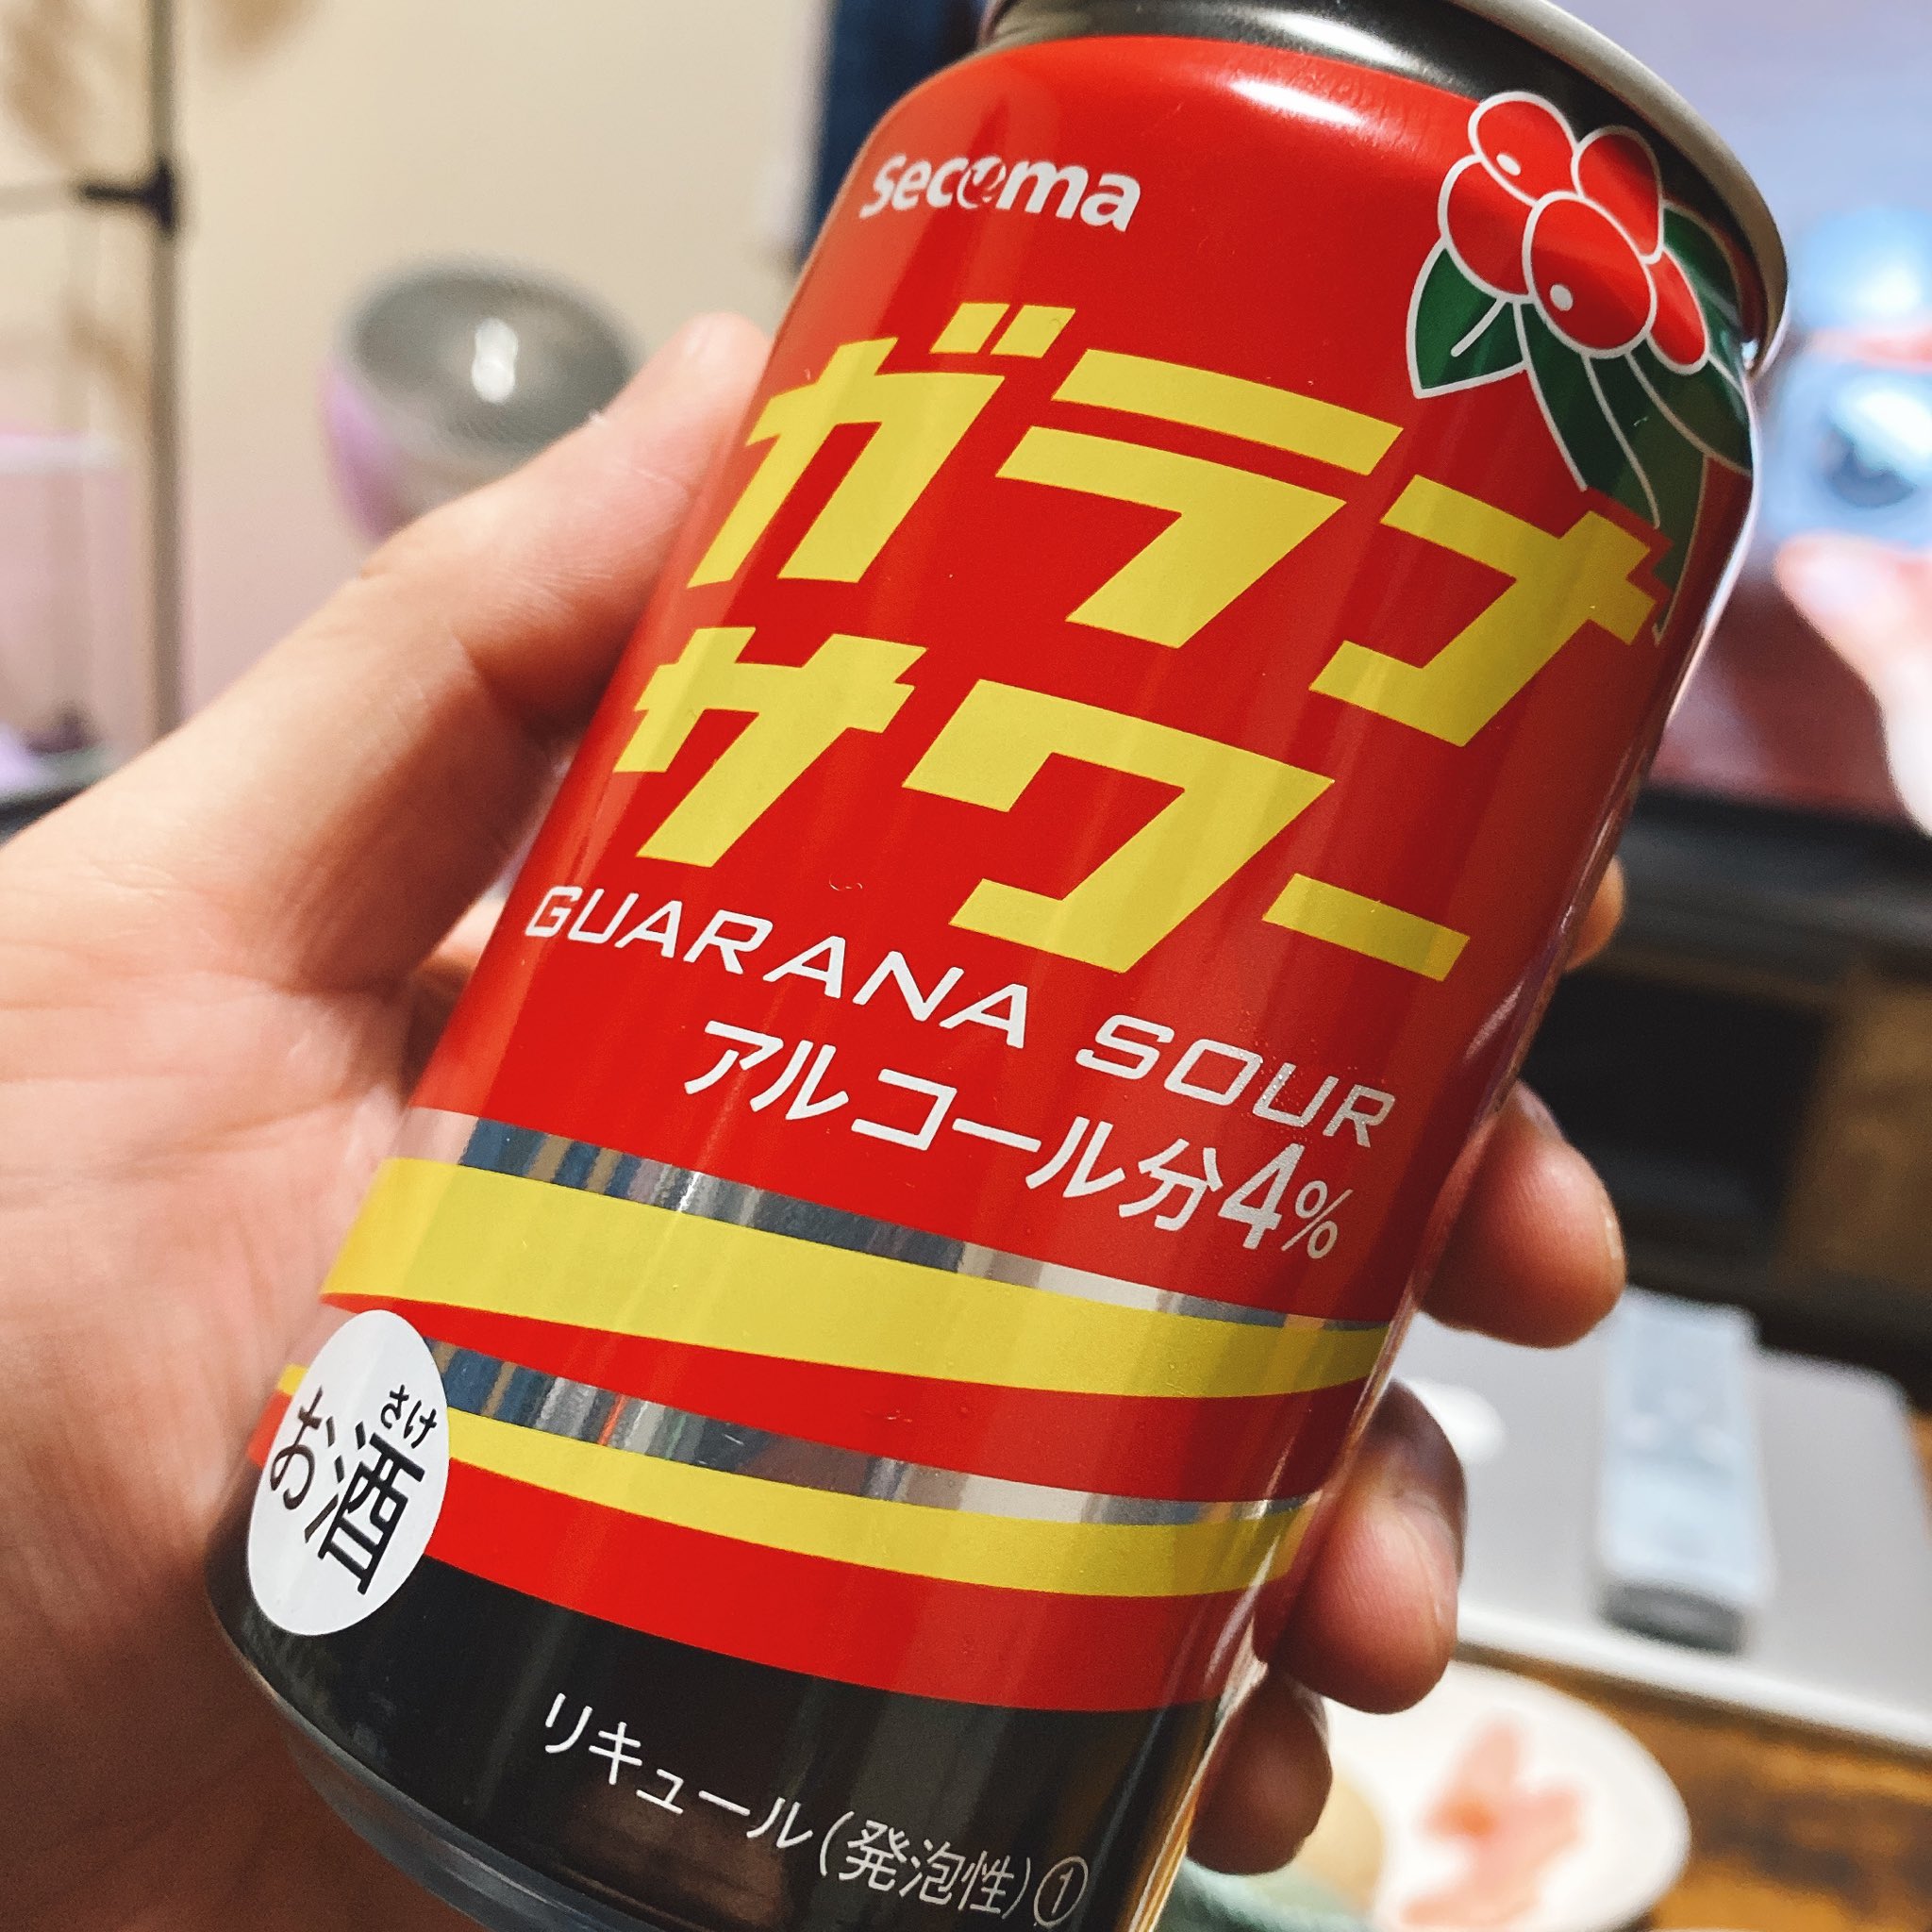 secoma
ガラナ
サワー
GUARANA SOUR
アルコール分4%
さけ
お酒
リキュール(発泡性)①